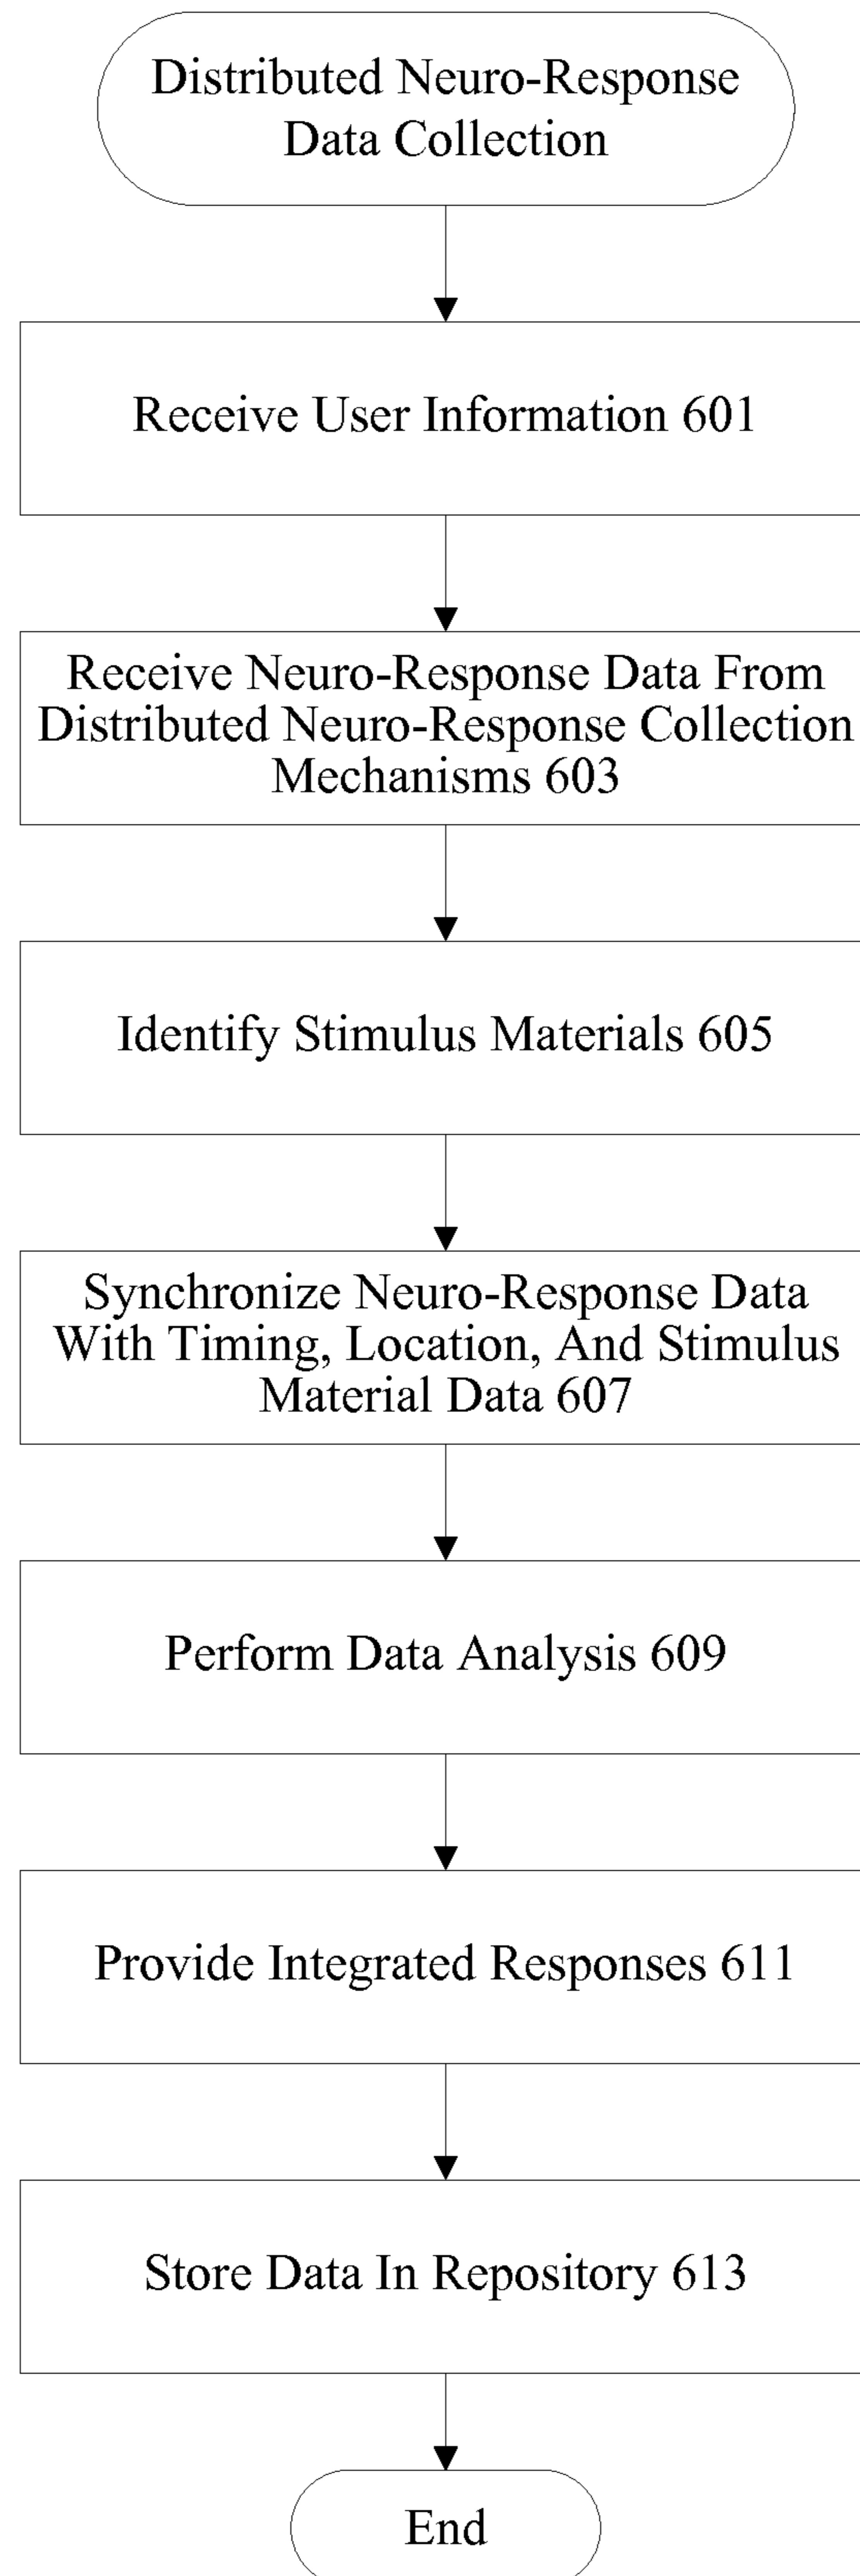 Distributed Neuro-Response
Data Collection
Receive User Information 601
Receive Neuro-Response Data From
Distributed Neuro-Response Collection
Mechanisms 603
Identify Stimulus Materials 605
Synchronize Neuro-Response Data
With Timing, Location, And Stimulus
Material Data 607
Perform Data Analysis 609
Provide Integrated Responses 611
Store Data In Repository 613
End